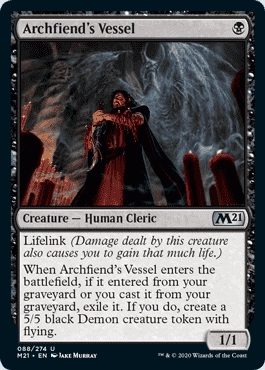 Archfiend's Vessel
Creature — Human Cleric
M21
Lifelink (Damage dealt by this creature
also causes you to gain that much life.)
When Archfiend's Vessel enters the
battlefield, if it entered from your
graveyard or you cast it from your
graveyard, exile it. If you do, create a
5/5 black Demon creature token with
flying.
1/1
088/274 U
M21 • EN JAKE MURRAY
™ & © 2020 Wizards of the Coast